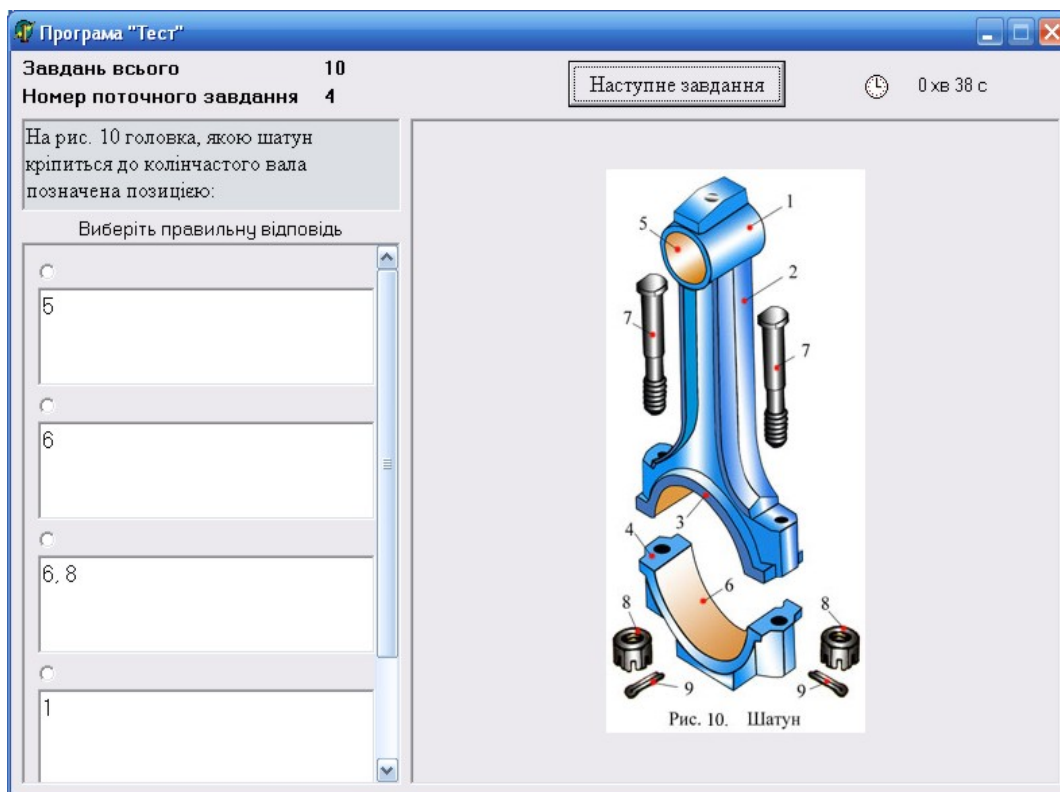 Програма "Тест"
Завдань всього 10
Номер поточного завдання 4
Наступне завдання
0 хв 38 с
На рис. 10 головка, якою шатун
кріпиться до колінчастого вала
позначена позицією:
Виберіть правильну відповідь
5
6
6, 8
1
1
5
2
7
7
3
4
6
8
8
9
9
Рис. 10. Шатун